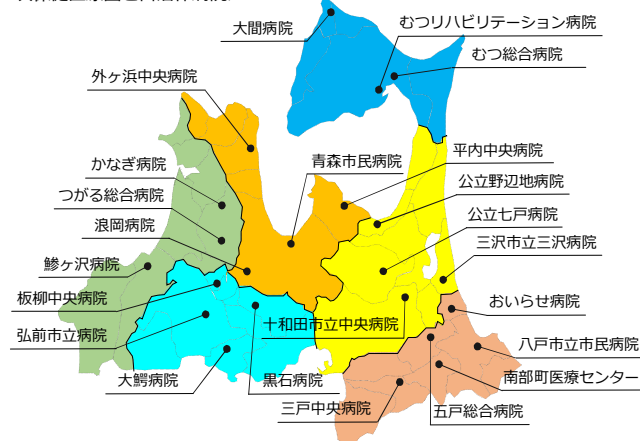 大間病院
むつリハビリテーション病院
むつ総合病院
外ヶ浜中央病院
青森市民病院
平内中央病院
かなぎ病院
公立野辺地病院
つがる総合病院
公立七戸病院
浪岡病院
三沢市立三沢病院
鰺ヶ沢病院
板柳中央病院
おいらせ病院
弘前市立病院
十和田市立中央病院
八戸市立市民病院
大鰐病院
黒石病院
南部町医療センター
三戸中央病院
五戸総合病院